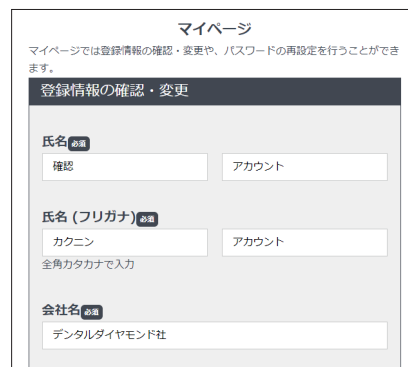 マイページ
マイページでは登録情報の確認・変更や、パスワードの再設定を行うことができ
ます。
登録情報の確認・変更
氏名 必須
確認 アカウント
氏名 (フリガナ) 必須
カクニン アカウント
全角カタカナで入力
会社名 必須
デンタルダイヤモンド社